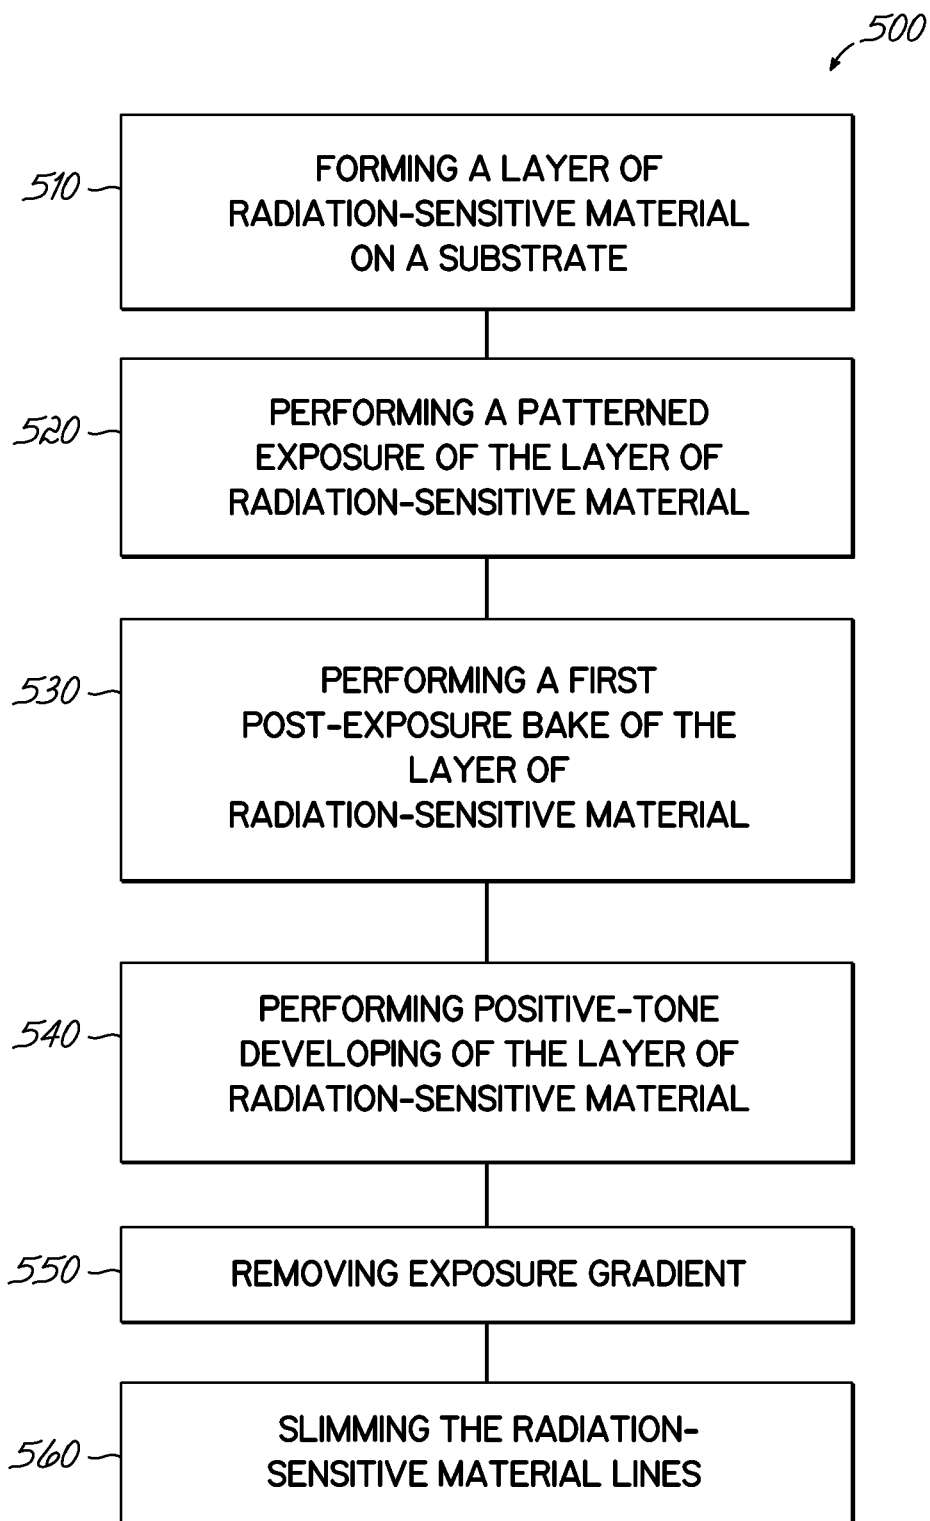 500
510
FORMING A LAYER OF
RADIATION-SENSITIVE MATERIAL
ON A SUBSTRATE
520
PERFORMING A PATTERNED
EXPOSURE OF THE LAYER OF
RADIATION-SENSITIVE MATERIAL
530
PERFORMING A FIRST
POST-EXPOSURE BAKE OF THE
LAYER OF
RADIATION-SENSITIVE MATERIAL
540
PERFORMING POSITIVE-TONE
DEVELOPING OF THE LAYER OF
RADIATION-SENSITIVE MATERIAL
550
REMOVING EXPOSURE GRADIENT
560
SLIMMING THE RADIATION-
SENSITIVE MATERIAL LINES